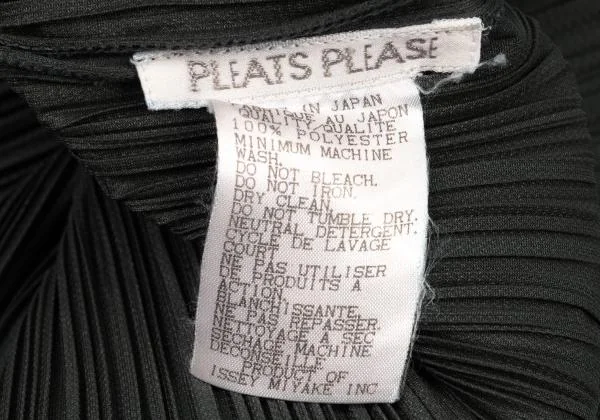 PLEATS PLEASE
MADE IN JAPAN
FABRIQUE AU JAPON
QUALITY/QUALITE
100% POLYESTER
MINIMUM MACHINE
WASH.
DO NOT BLEACH.
DO NOT IRON.
DRY CLEAN.
DO NOT TUMBLE DRY.
NEUTRAL DETERGENT.
CYCLE DE LAVAGE
COURT.
NE PAS UTILISER
DE PRODUITS A
ACTION
BLANCHISSANTE.
NE PAS REPASSER.
NETTOYAGE A SEC
SECHAGE MACHINE
DECONSEILLE.
PRODUCT OF
ISSEY MIYAKE INC